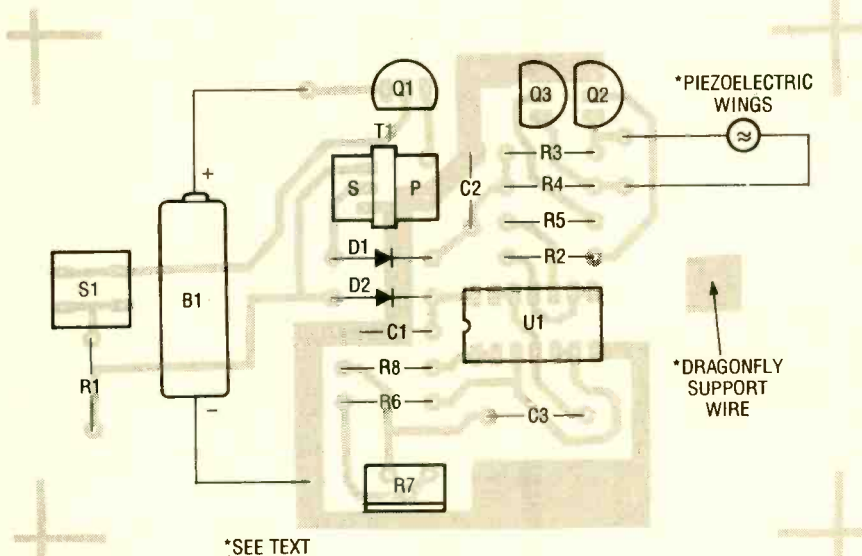 Q1
Q3
Q2
*PIEZOELECTRIC
WINGS
≈
T1
+
S
P
C2
R3
R4
R5
R2
D1
D2
S1
B1
C1
U1
R1
R8
R6
C3
*DRAGONFLY
SUPPORT
WIRE
–
R7
*SEE TEXT